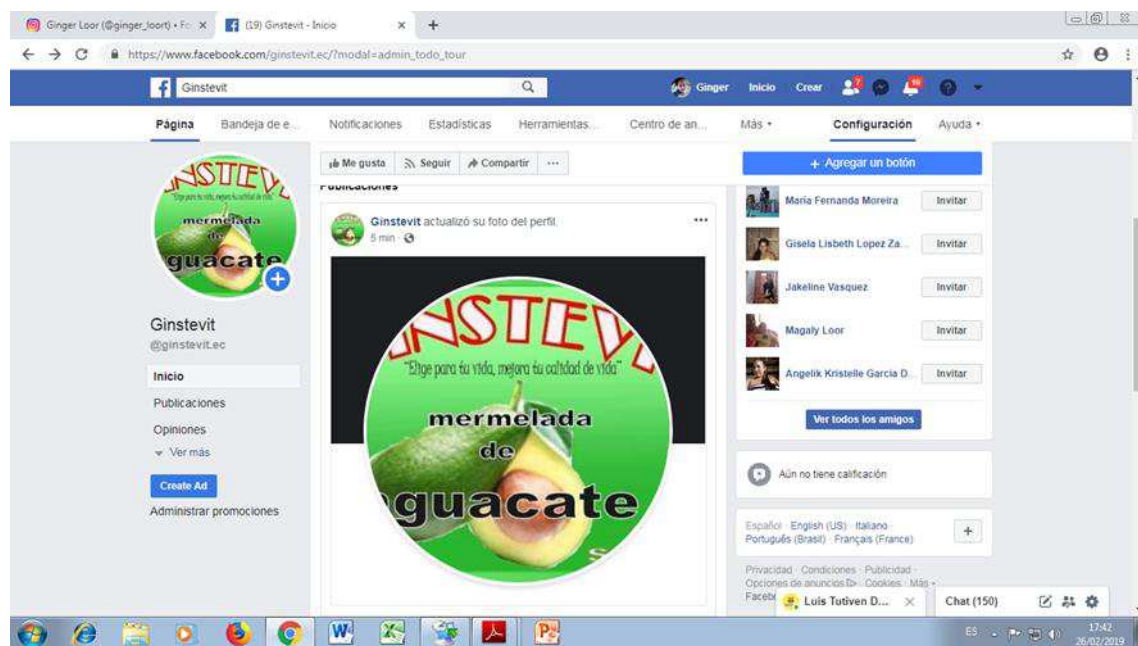 Ginger Loor (@ginger_loort) • Fo
(19) Ginstevit - Inicio
https://www.facebook.com/ginstevit.ec/?modal=admin_todo_tour
Ginstevit
Ginger Inicio Crear
Página Bandeja de e... Notificaciones Estadísticas Herramientas... Centro de an... Más Configuración Ayuda
Me gusta Seguir Compartir ...
+ Agregar un botón
INSTEV
mermelada
de
guacate
Ginstevit
@ginstevit.ec
Inicio
Publicaciones
Opiniones
Ver más
Create Ad
Administrar promociones
Publicaciones
Ginstevit actualizó su foto del perfil.
5 min
INSTEV
"Elige para tu vida, mejora tu calidad de vida"
mermelada
de
guacate
María Fernanda Moreira Invitar
Gisela Lisbeth Lopez Za... Invitar
Jakeline Vasquez Invitar
Magaly Loor Invitar
Angelik Kristelle Garcia D... Invitar
Ver todos los amigos
Aún no tiene calificación
Español · English (US) · Italiano ·
Português (Brasil) · Français (France)
Privacidad · Condiciones · Publicidad ·
Opciones de anuncios · Cookies · Más
Luis Tutiven D...
Chat (150)
ES
17:42
26/02/2019